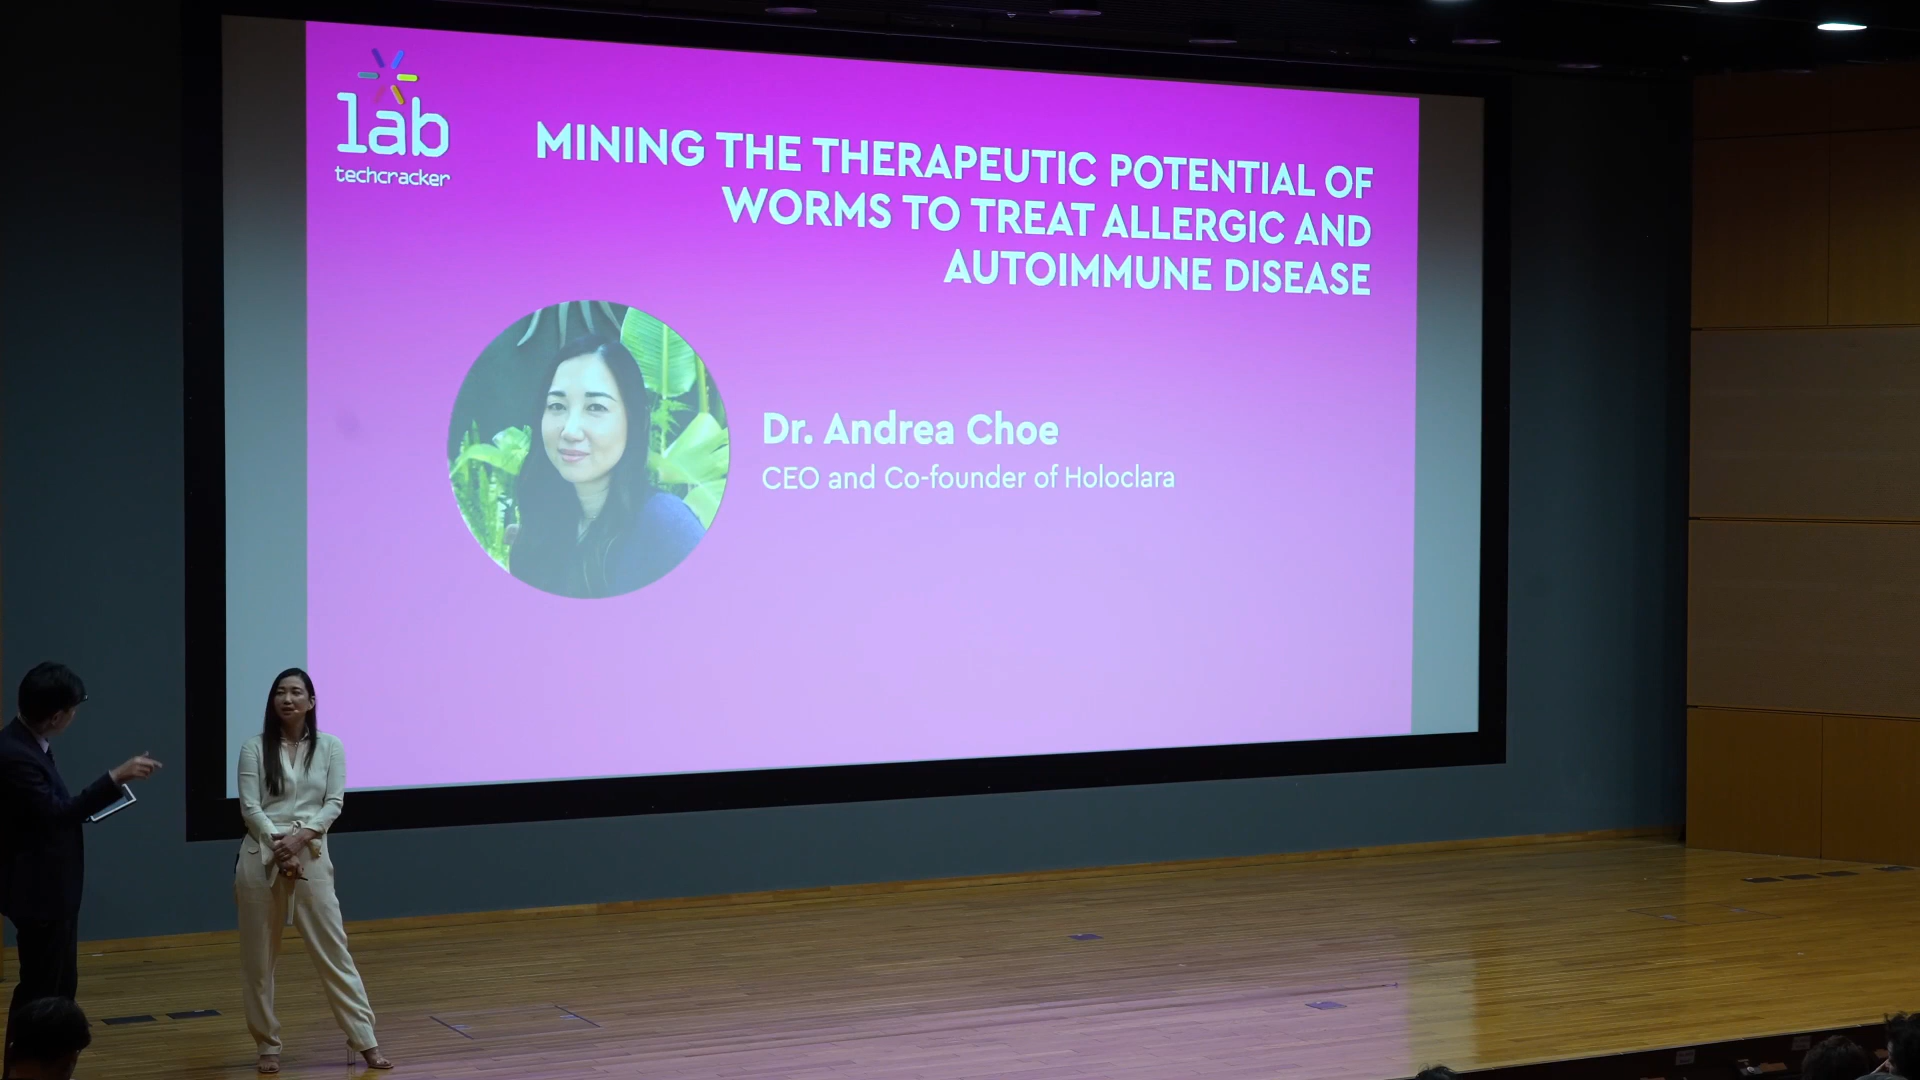 lab
techcracker
MINING THE THERAPEUTIC POTENTIAL OF
WORMS TO TREAT ALLERGIC AND
AUTOIMMUNE DISEASE
Dr. Andrea Choe
CEO and Co-founder of Holoclara